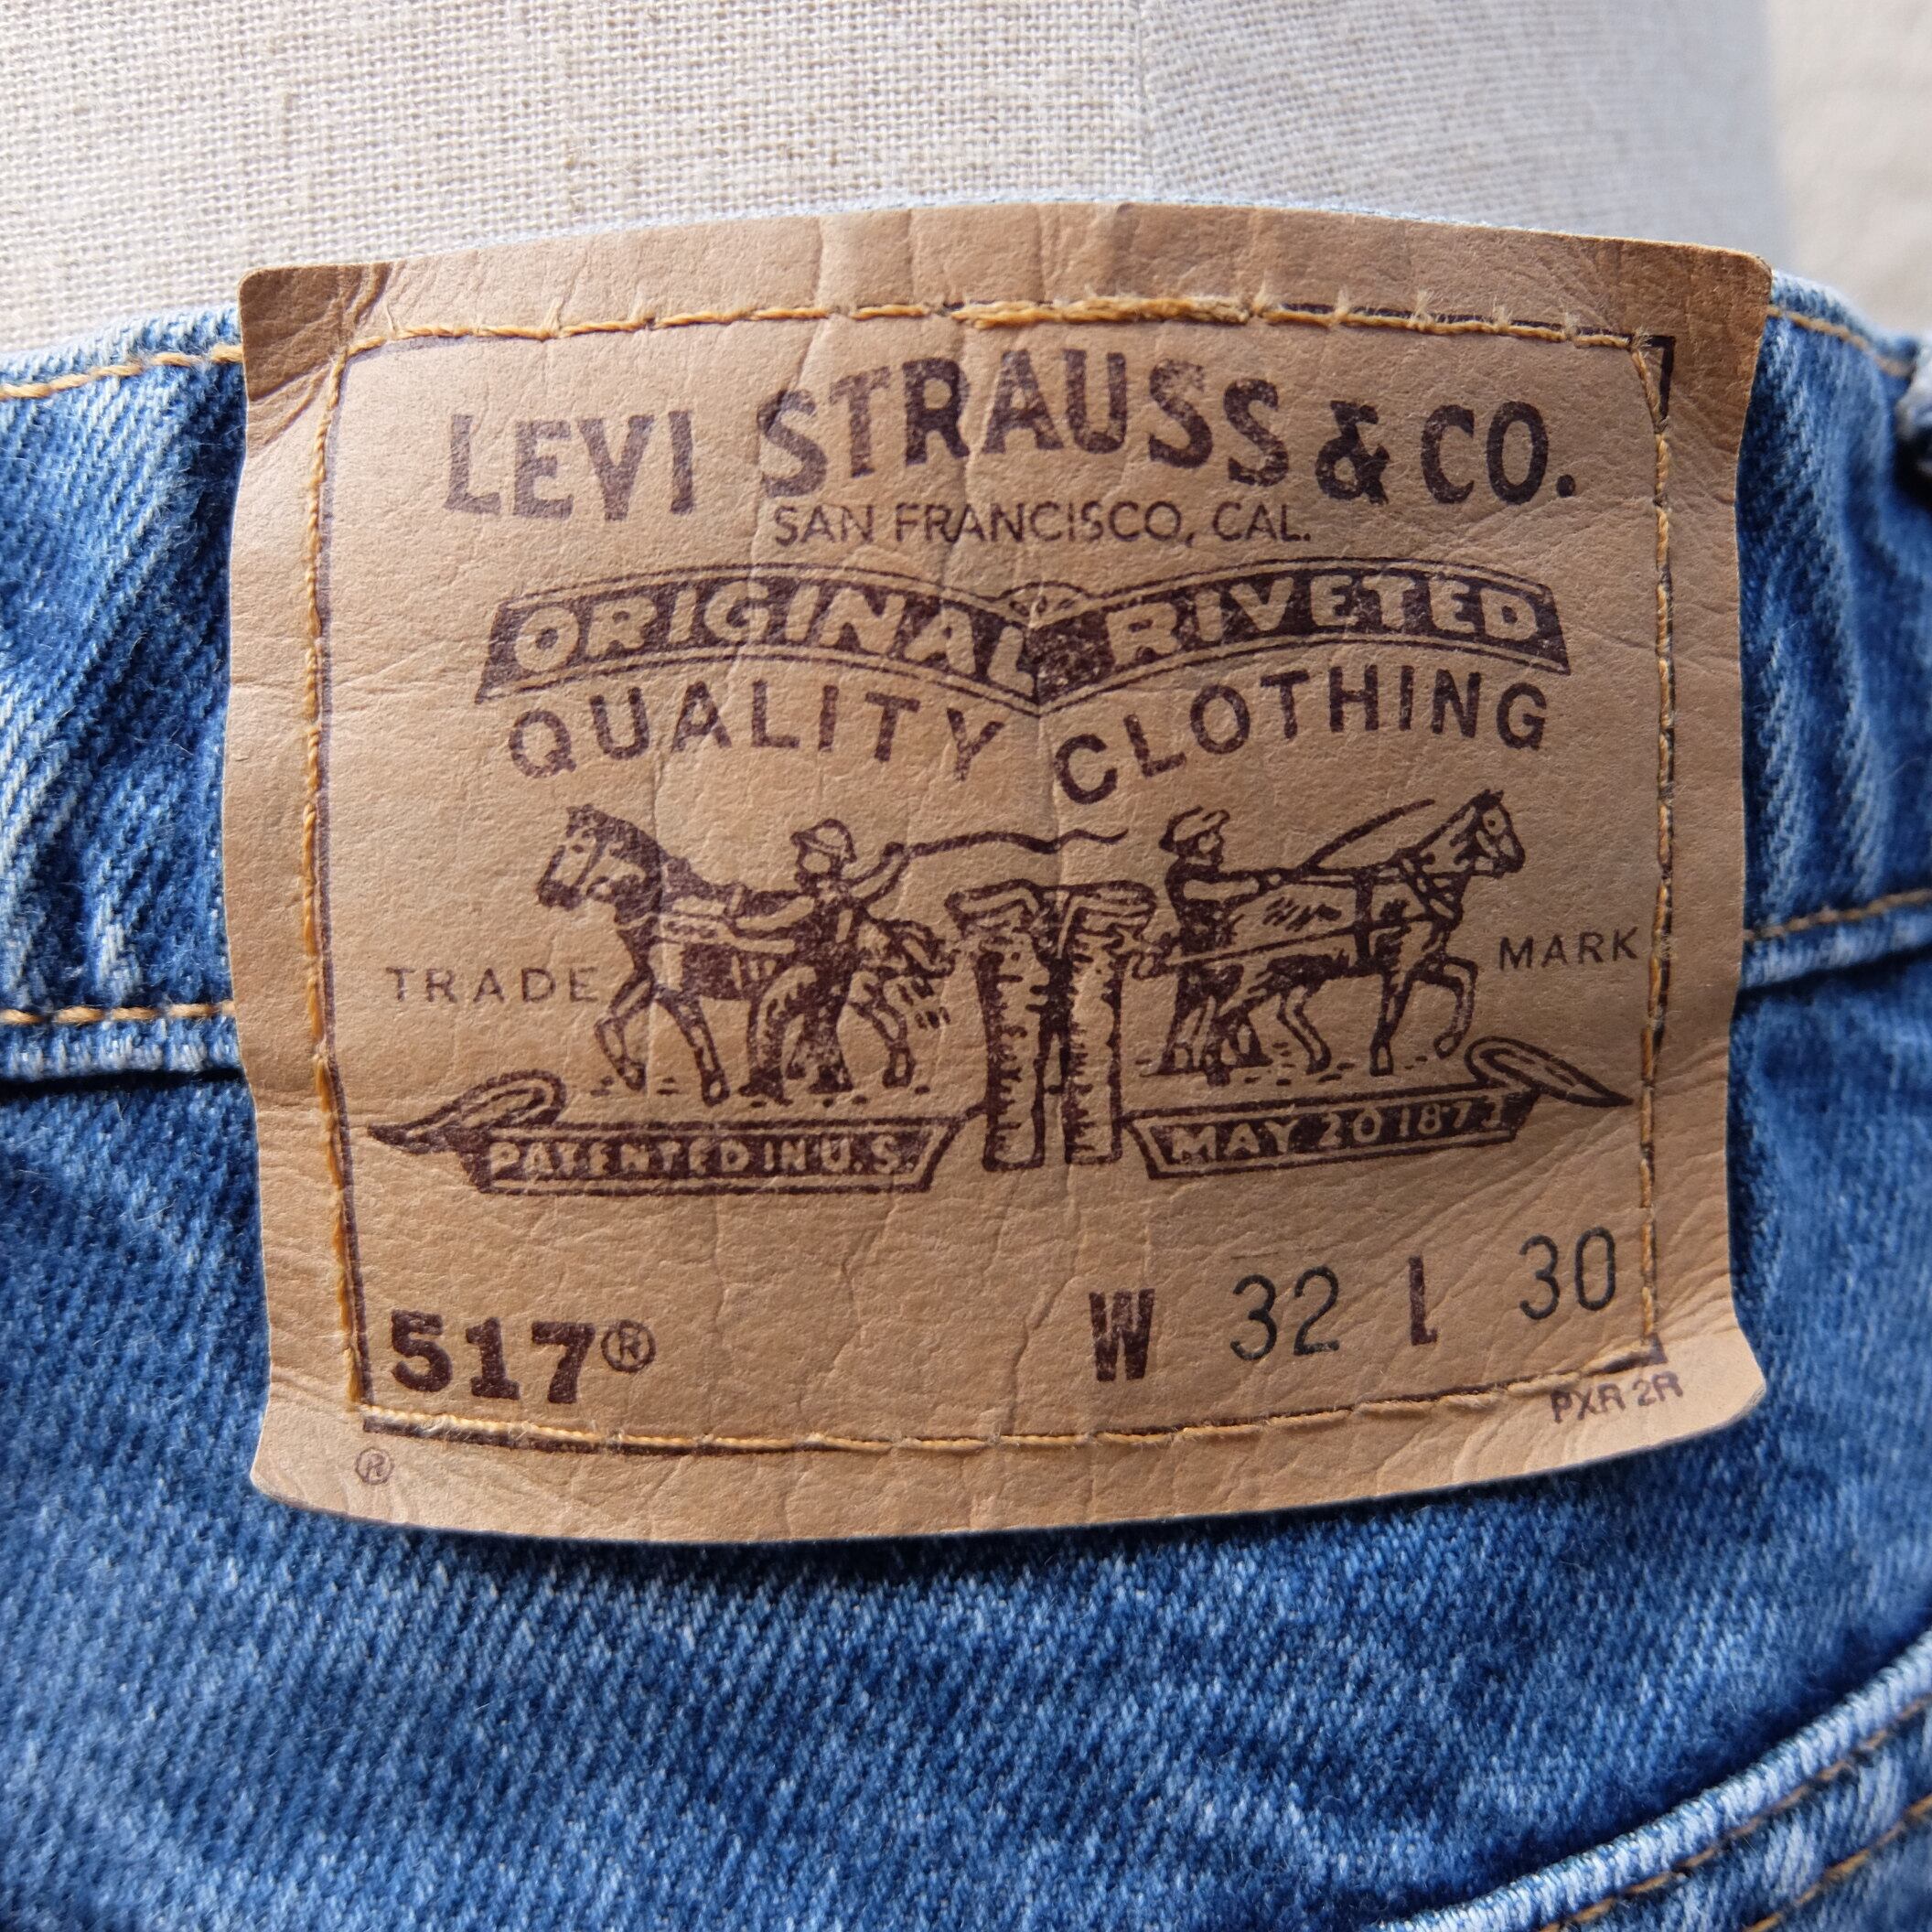 LEVI STRAUSS & CO.
SAN FRANCISCO, CAL.
ORIGINAL RIVETED
QUALITY CLOTHING
TRADE MARK
PATENTED IN U.S. MAY 20 1873
517® W 32 L 30
PXR 2R
®